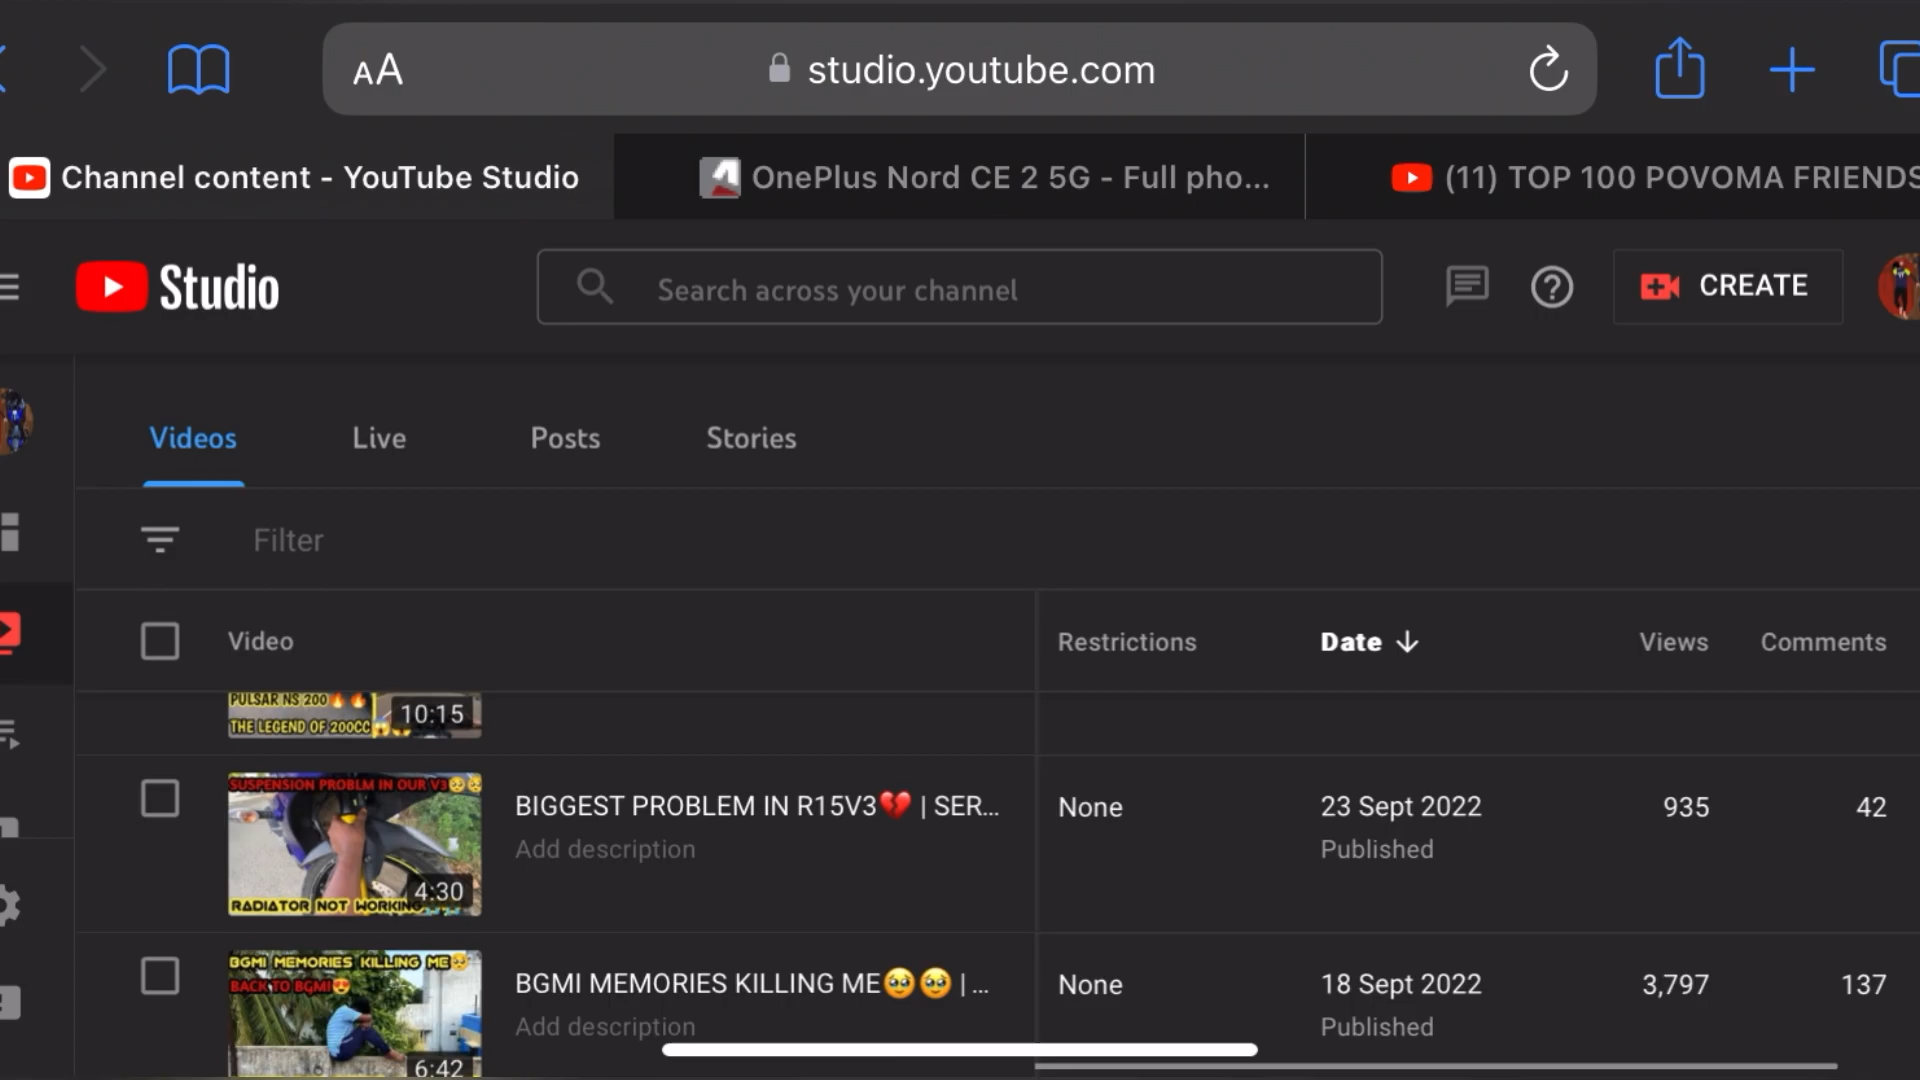 AA
studio.youtube.com
Channel content - YouTube Studio
OnePlus Nord CE 2 5G - Full pho...
(11) TOP 100 POVOMA FRIENDS
Studio
Search across your channel
CREATE
Videos
Live
Posts
Stories
Filter
Video
Restrictions
Date
Views
Comments
PULSAR NS 200🔥🔥
THE LEGEND OF 200CC
10:15
SUSPENSION PROBLM IN OUR V3🥺🥺
RADIATOR NOT WORKING
4:30
BIGGEST PROBLEM IN R15V3💔 | SER...
Add description
None
23 Sept 2022
Published
935
42
BGMI MEMORIES KILLING ME🥺
BACK TO BGMI😍
6:42
BGMI MEMORIES KILLING ME🥺🥺 | ...
Add description
None
18 Sept 2022
Published
3,797
137